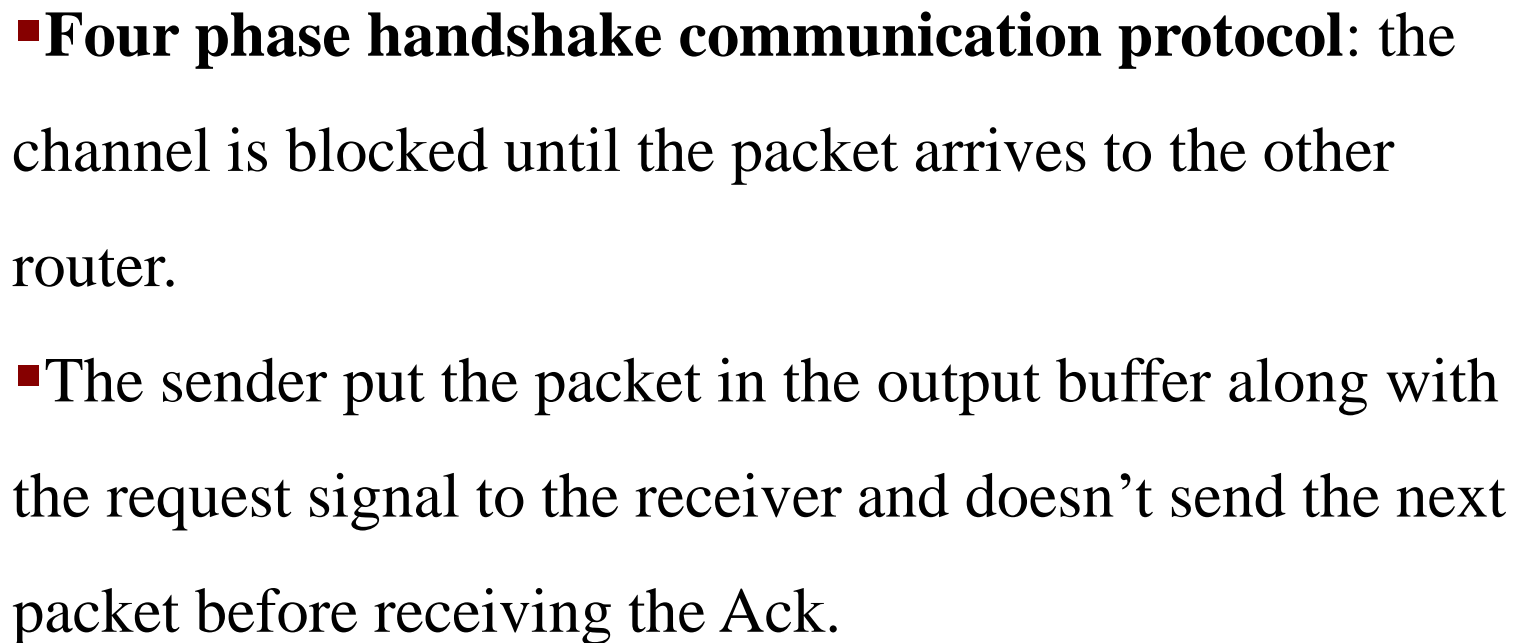 ▪Four phase handshake communication protocol: the
channel is blocked until the packet arrives to the other
router.
▪The sender put the packet in the output buffer along with
the request signal to the receiver and doesn’t send the next
packet before receiving the Ack.